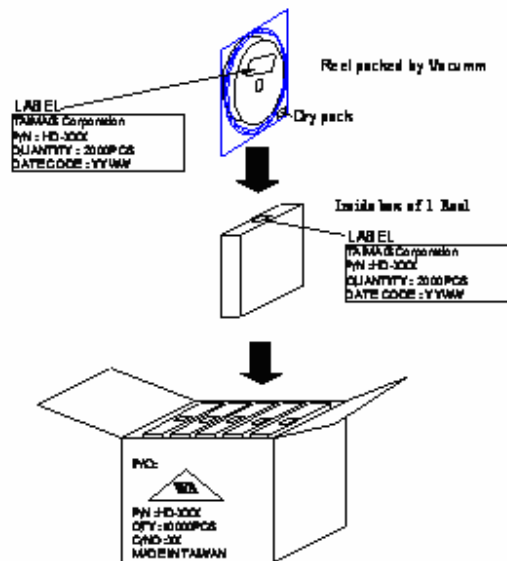 Reel packed by Vacumm
LABEL
TAIMAG Corporation
P/N : HD-XXX
QUANTITY : 2000PCS
DATE CODE : YYWW
Dry pack
Inside box of 1 Reel
LABEL
TAIMAG Corporation
P/N :HD-XXX
QUANTITY : 2000PCS
DATE CODE : YYWW
P/NO:
P/N :HD-XXX
QTY :10000PCS
C/NO :XX
MADE IN TAIWAN